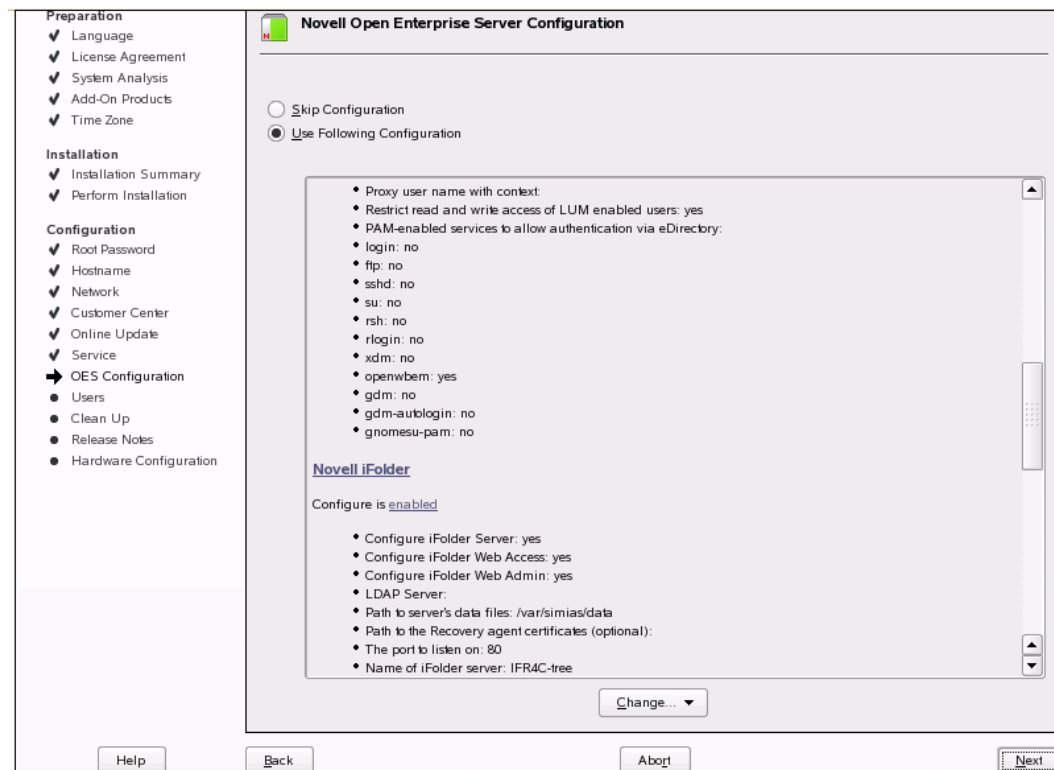 Preparation
Language
License Agreement
System Analysis
Add-On Products
Time Zone
Installation
Installation Summary
Perform Installation
Configuration
Root Password
Hostname
Network
Customer Center
Online Update
Service
OES Configuration
Users
Clean Up
Release Notes
Hardware Configuration
N
Novell Open Enterprise Server Configuration
Skip Configuration
Use Following Configuration
Proxy user name with context:
Restrict read and write access of LUM enabled users: yes
PAM-enabled services to allow authentication via eDirectory:
login: no
ftp: no
sshd: no
su: no
rsh: no
rlogin: no
xdm: no
openwbem: yes
gdm: no
gdm-autologin: no
gnomesu-pam: no
Novell iFolder
Configure is enabled
Configure iFolder Server: yes
Configure iFolder Web Access: yes
Configure iFolder Web Admin: yes
LDAP Server:
Path to server's data files: /var/simias/data
Path to the Recovery agent certificates (optional):
The port to listen on: 80
Name of iFolder server: IFR4C-tree
Change...
Help
Back
Abort
Next